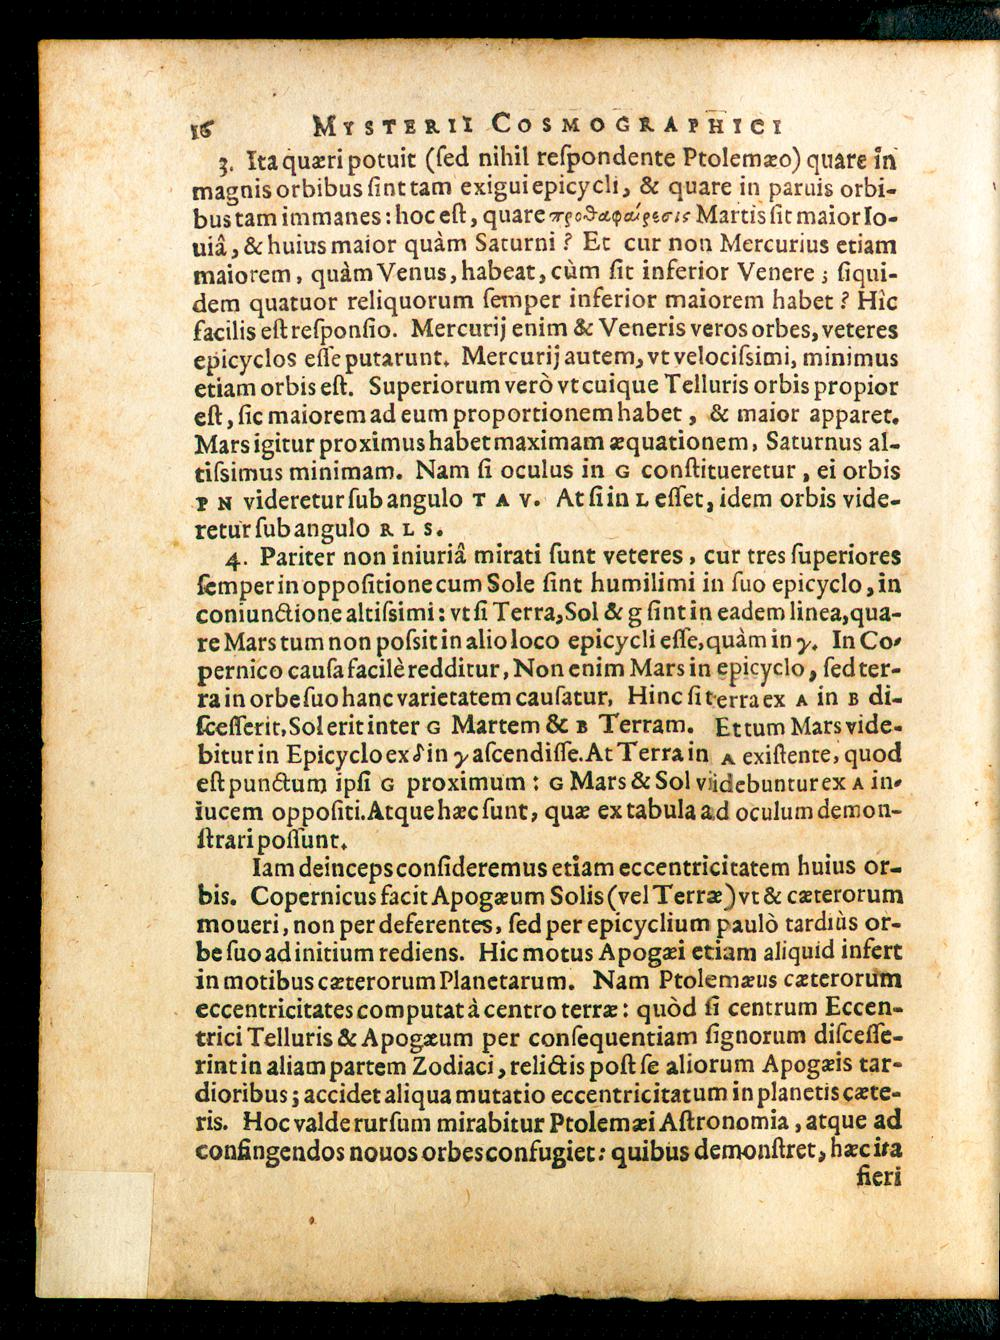 16 MYSTERII COSMOGRAPHICI
3. Ita quæri potuit (ſed nihil reſpondente Ptolemæo) quare in
magnis orbibus ſint tam exigui epicycli, & quare in paruis orbi-
bus tam immanes: hoc eſt, quare προσθαφαίρεσις Martis ſit maior Io-
uiâ, & huius maior quàm Saturni? Et cur non Mercurius etiam
maiorem, quàm Venus, habeat, cùm ſit inferior Venere; ſiqui-
dem quatuor reliquorum ſemper inferior maiorem habet? Hic
facilis eſt reſponſio. Mercurij enim & Veneris veros orbes, veteres
epicyclos eſſe putarunt. Mercurij autem, vt velociſsimi, minimus
etiam orbis eſt. Superiorum verò vt cuique Telluris orbis propior
eſt, ſic maiorem ad eum proportionem habet, & maior apparet.
Mars igitur proximus habet maximam æquationem, Saturnus al-
tiſsimus minimam. Nam ſi oculus in G conſtitueretur, ei orbis
P N videretur ſub angulo T A V. At ſi in L eſſet, idem orbis vide-
retur ſub angulo R L S.
4. Pariter non iniuriâ mirati ſunt veteres, cur tres ſuperiores
ſemper in oppoſitione cum Sole ſint humilimi in ſuo epicyclo, in
coniunctione altiſsimi: vt ſi Terra, Sol & g ſint in eadem linea, qua-
re Mars tum non poſsit in alio loco epicycli eſſe, quàm in γ. In Co-
pernico cauſa facilè redditur, Non enim Mars in epicyclo, ſed ter-
ra in orbe ſuo hanc varietatem cauſatur, Hinc ſi terra ex A in B di-
ſceſſerit, Sol erit inter G Martem & B Terram. Et tum Mars vide-
bitur in Epicyclo ex δ in γ aſcendiſſe. At Terra in A exiſtente, quod
eſt punctum ipſi G proximum: G Mars & Sol viidebuntur ex A in-
iucem oppoſiti. Atque hæc ſunt, quæ ex tabula ad oculum demon-
ſtrari poſſunt.
Iam deinceps conſideremus etiam eccentricitatem huius or-
bis. Copernicus facit Apogæum Solis (vel Terræ) vt & cæterorum
moueri, non per deferentes, ſed per epicyclium paulò tardiùs or-
be ſuo ad initium rediens. Hic motus Apogæi etiam aliquid infert
in motibus cæterorum Planetarum. Nam Ptolemæus cæterorum
eccentricitates computat à centro terræ: quòd ſi centrum Eccen-
trici Telluris & Apogæum per conſequentiam ſignorum diſceſſe-
rint in aliam partem Zodiaci, relictis poſt ſe aliorum Apogæis tar-
dioribus; accidet aliqua mutatio eccentricitatum in planetis cæte-
ris. Hoc valde rurſum mirabitur Ptolemæi Aſtronomia, atque ad
confingendos nouos orbes confugiet: quibus demonſtret, hæc ita
fieri